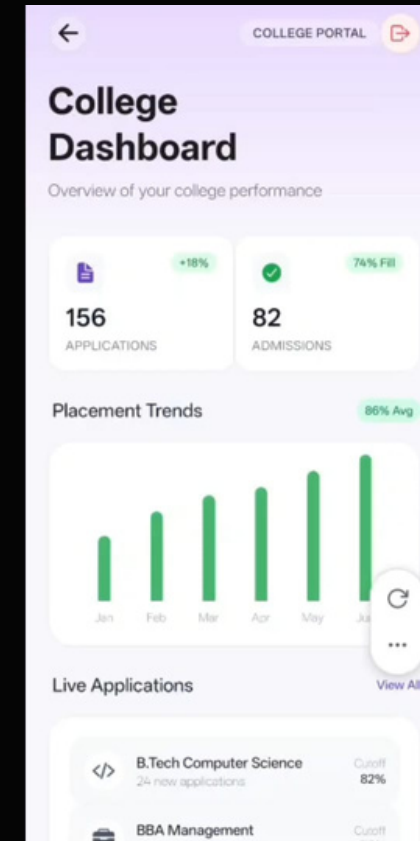 COLLEGE PORTAL
College
Dashboard
Overview of your college performance
+18%
156
APPLICATIONS
74% Fill
82
ADMISSIONS
Placement Trends
86% Avg
Jan Feb Mar Apr May
Live Applications
View All
B.Tech Computer Science
24 new applications
Cutoff
82%
BBA Management
Cutoff